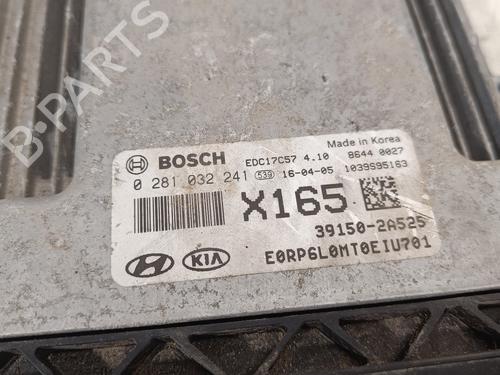 BOSCH EDC17C57 4.10 Made in Korea 8644 0027
0 281 032 241 539 16-04-05 1039S95163
X165
39150-2A525
HYUNDAI KIA E0RP6L0MT0EIU701